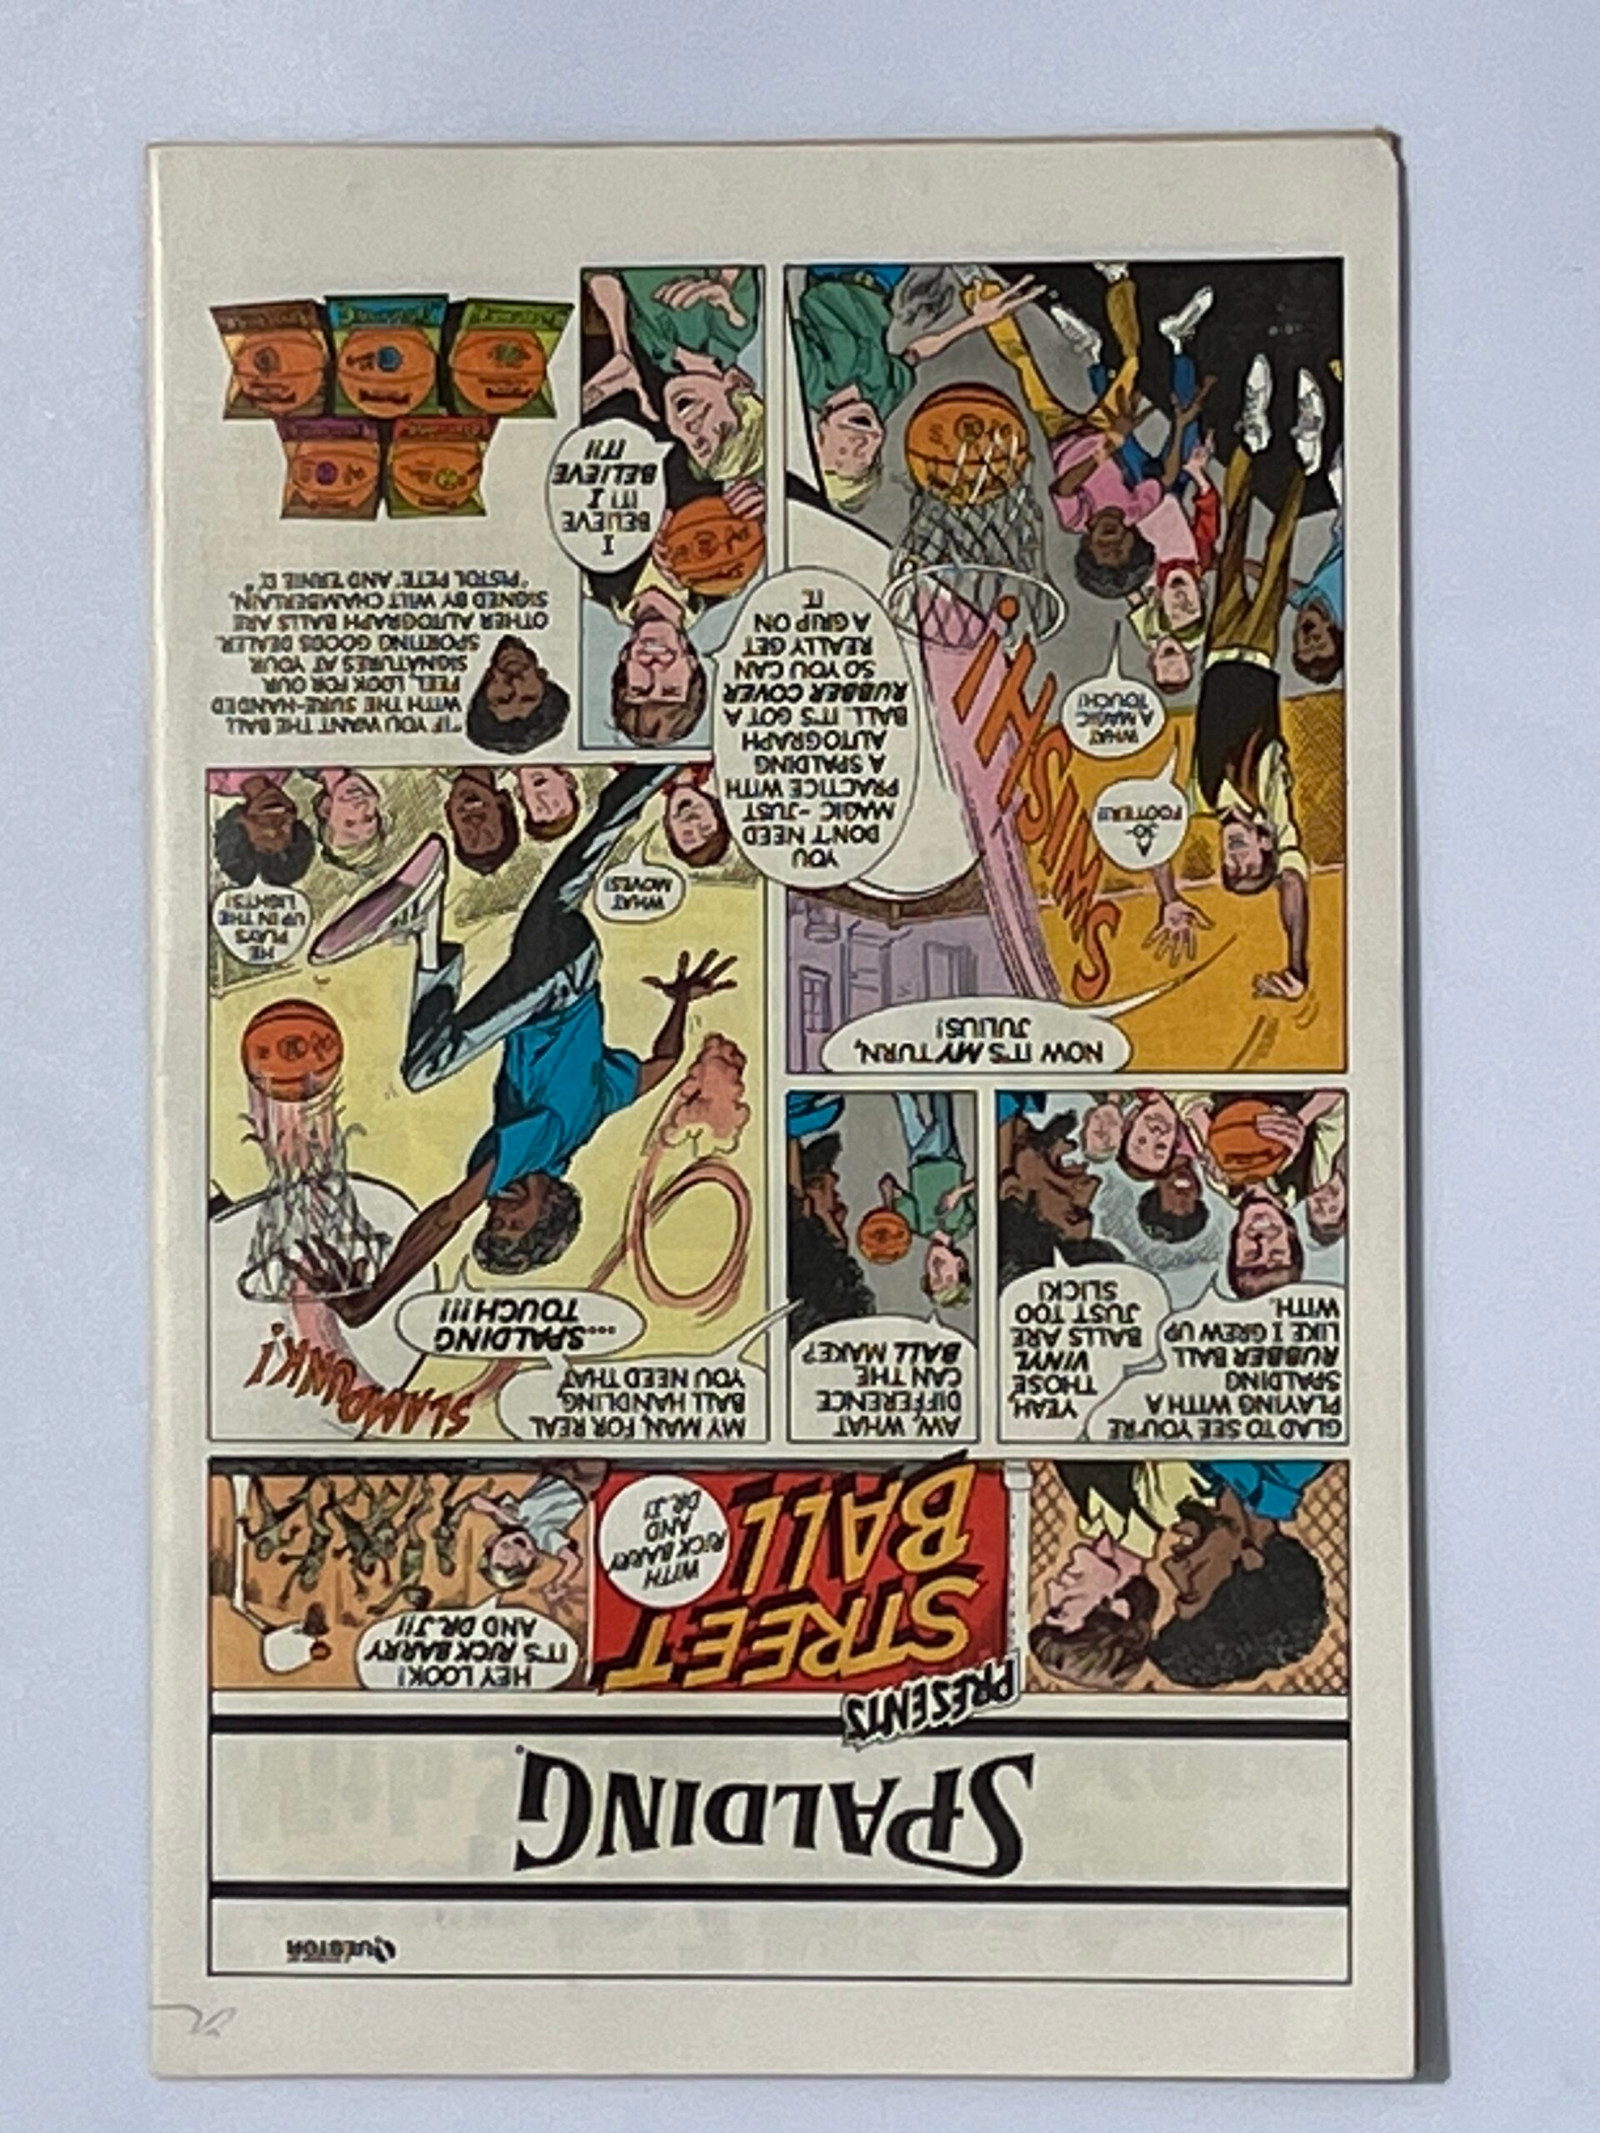 QUESTOR
SPALDING
PRESENTS
STREET
BALL
WITH
RICK BARRY
AND
DR. J!
HEY LOOK!
IT'S RICK BARRY
AND DR. J!!
GLAD TO SEE YOU'RE
PLAYING WITH A
SPALDING
RUBBER BALL
LIKE I GREW UP
WITH.
YEAH,
THOSE
VINYL
BALLS ARE
JUST TOO
SLICK!
AW, WHAT
DIFFERENCE
CAN THE
BALL MAKE?
MY MAN, FOR REAL
BALL HANDLING,
YOU NEED THAT
....SPALDING
TOUCH!!!
SLAM DUNK!
WHAT
MOVES!
HE
PLAYS
UP IN THE
LIGHTS!
NOW IT'S MY TURN,
JULIUS!
30-
FOOTER!!!
WHAT
A MAGIC
TOUCH!
SWISH!
YOU
DON'T NEED
MAGIC - JUST
PRACTICE WITH
A SPALDING
AUTOGRAPH
BALL. IT'S GOT A
RUBBER COVER
SO YOU CAN
REALLY GET
A GRIP ON
IT.
I
BELIEVE
IT! I
BELIEVE
IT!!
"IF YOU WANT THE BALL
WITH THE SURE-HANDED
FEEL, LOOK FOR OUR
SIGNATURES AT YOUR
SPORTING GOODS DEALER.
OTHER AUTOGRAPH BALLS ARE
SIGNED BY WILT CHAMBERLAIN,
"PISTOL PETE" AND ERNIE D."